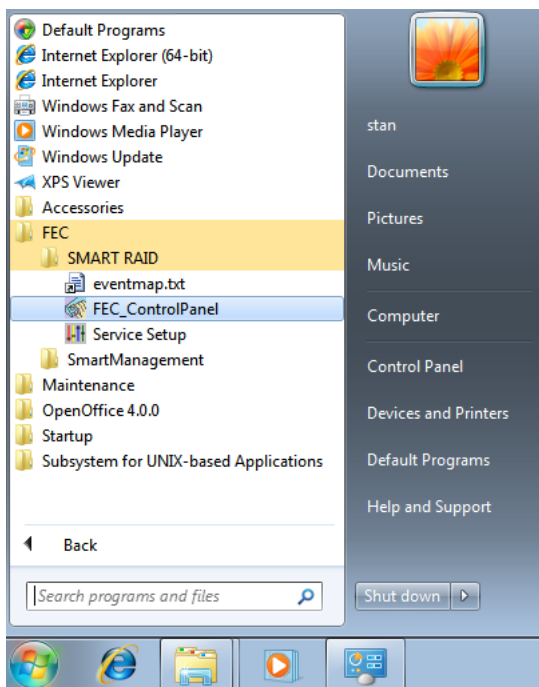 Default Programs
Internet Explorer (64-bit)
Internet Explorer
Windows Fax and Scan
Windows Media Player
Windows Update
XPS Viewer
Accessories
FEC
SMART RAID
eventmap.txt
FEC_ControlPanel
Service Setup
SmartManagement
Maintenance
OpenOffice 4.0.0
Startup
Subsystem for UNIX-based Applications
Back
Search programs and files
stan
Documents
Pictures
Music
Computer
Control Panel
Devices and Printers
Default Programs
Help and Support
Shut down